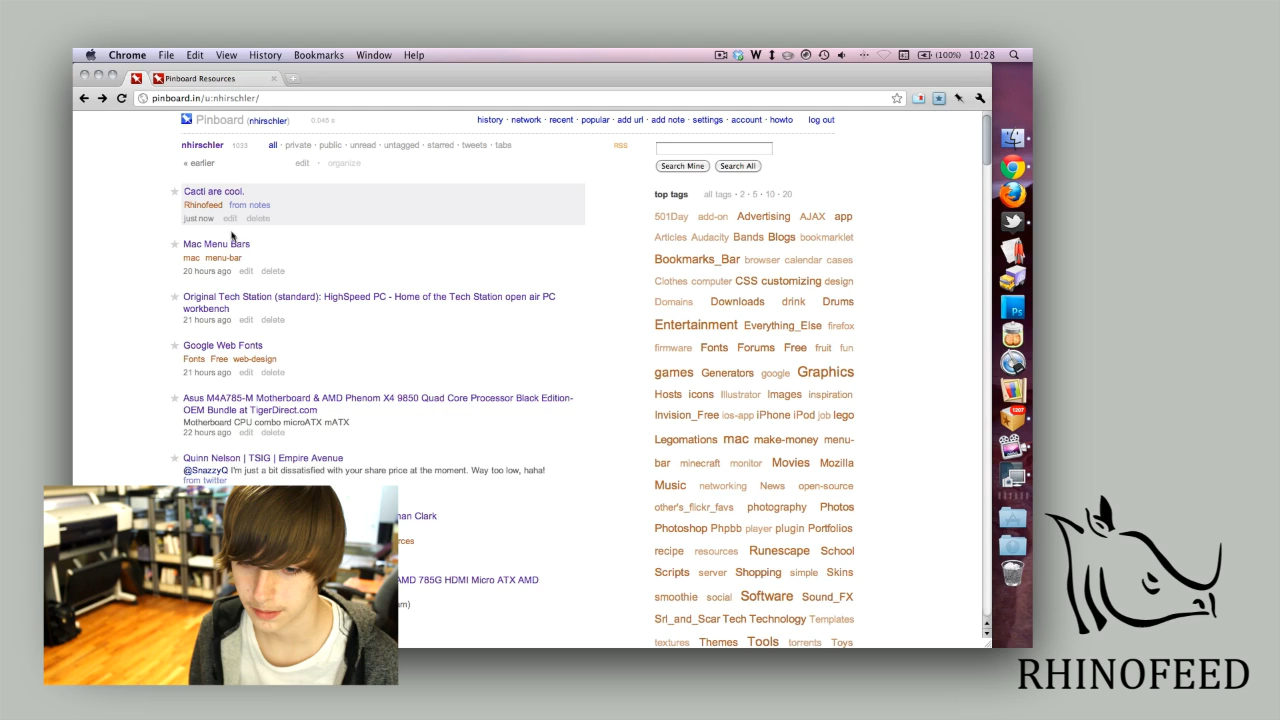 Chrome File Edit View History Bookmarks Window Help W (100%) 10:28
Pinboard Resources
pinboard.in/u:nhirschler/
Pinboard (nhirschler) 0.045 s history · network · recent · popular · add url · add note · settings · account · howto log out
nhirschler 1033 all · private · public · unread · untagged · starred · tweets · tabs RSS
« earlier edit · organize
Search Mine Search All
Cacti are cool.
Rhinofeed from notes
just now edit delete
Mac Menu Bars
mac menu-bar
20 hours ago edit delete
Original Tech Station (standard): HighSpeed PC - Home of the Tech Station open air PC
workbench
21 hours ago edit delete
Google Web Fonts
Fonts Free web-design
21 hours ago edit delete
Asus M4A785-M Motherboard & AMD Phenom X4 9850 Quad Core Processor Black Edition-
OEM Bundle at TigerDirect.com
Motherboard CPU combo microATX mATX
22 hours ago edit delete
Quinn Nelson | TSIG | Empire Avenue
@SnazzyQ I'm just a bit dissatisfied with your share price at the moment. Way too low, haha!
from twitter
an Clark
rces
AMD 785G HDMI Micro ATX AMD
m)
top tags all tags · 2 · 5 · 10 · 20
501Day add-on Advertising AJAX app
Articles Audacity Bands Blogs bookmarklet
Bookmarks_Bar browser calendar cases
Clothes computer CSS customizing design
Domains Downloads drink Drums
Entertainment Everything_Else firefox
firmware Fonts Forums Free fruit fun
games Generators google Graphics
Hosts icons Illustrator Images inspiration
Invision_Free ios-app iPhone iPod job lego
Legomations mac make-money menu-
bar minecraft monitor Movies Mozilla
Music networking News open-source
other's_flickr_favs photography Photos
Photoshop Phpbb player plugin Portfolios
recipe resources Runescape School
Scripts server Shopping simple Skins
smoothie social Software Sound_FX
Srl_and_Scar Tech Technology Templates
textures Themes Tools torrents Toys
Ps
1207
RHINOFEED